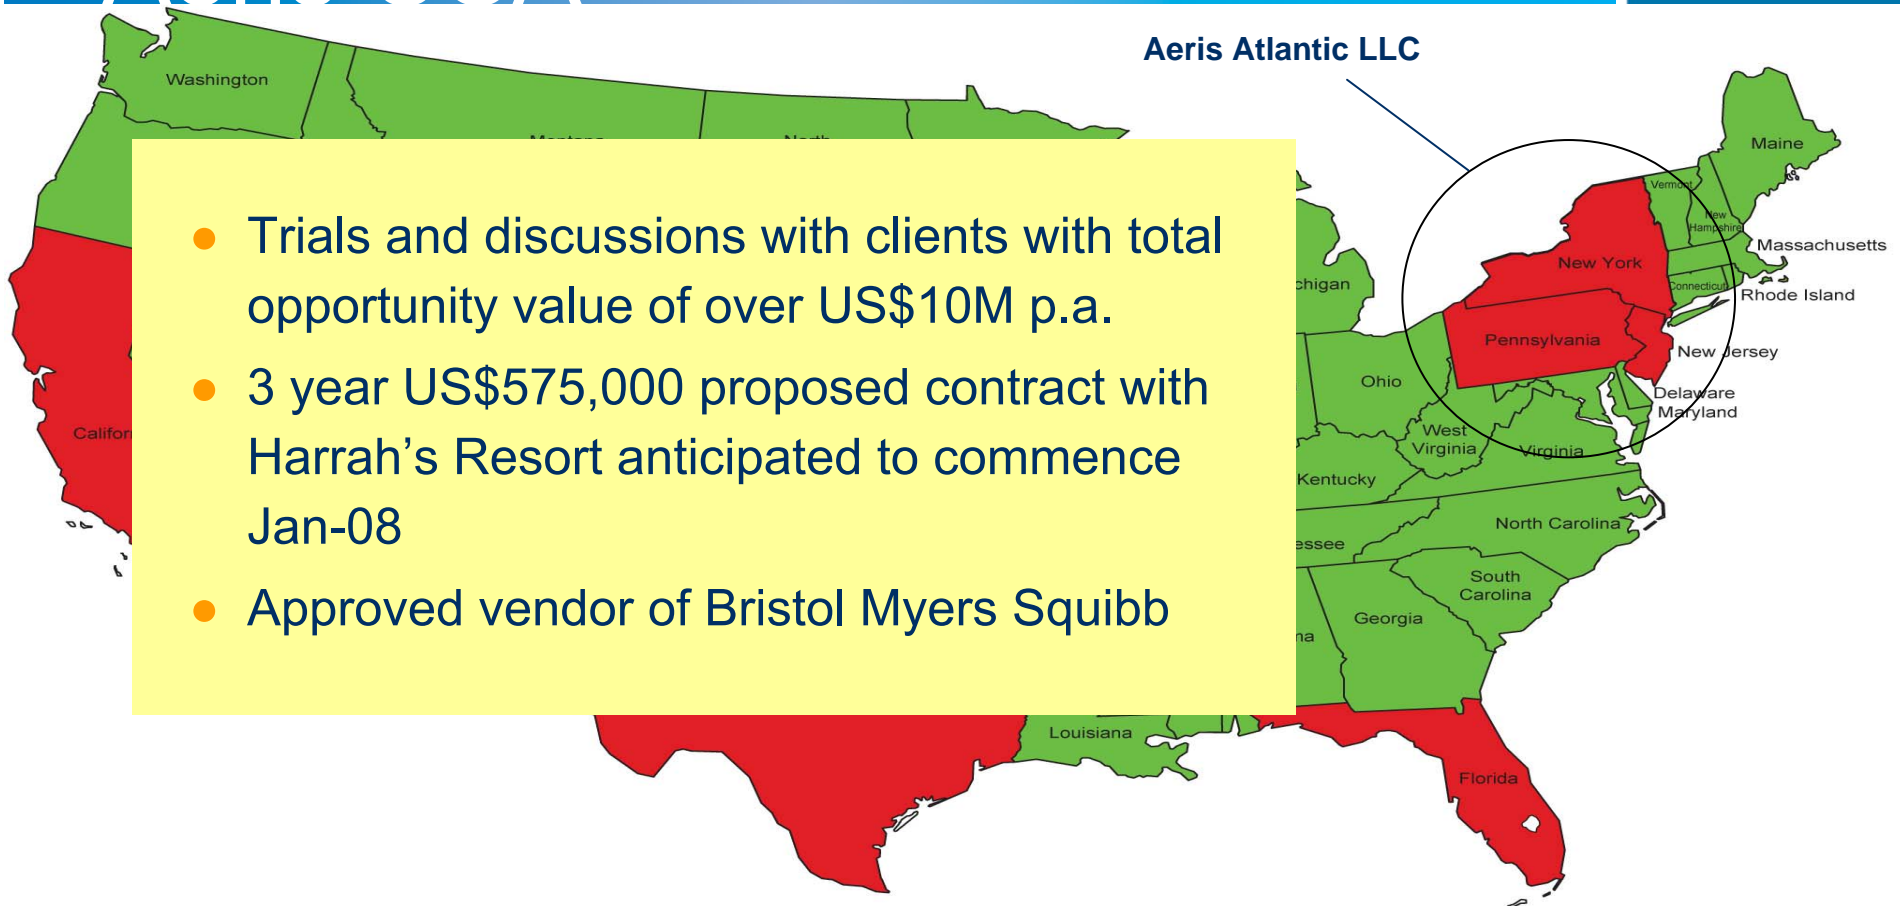 Aeris Atlantic LLC
Washington
Maine
Vermont
New
Hampshire
Massachusetts
New York
Connecticut
Rhode Island
Pennsylvania
New Jersey
Ohio
Delaware
Maryland
West
Virginia
Virginia
Kentucky
North Carolina
South
Carolina
Georgia
Louisiana
Florida
● Trials and discussions with clients with total
opportunity value of over US$10M p.a.
● 3 year US$575,000 proposed contract with
Harrah’s Resort anticipated to commence
Jan-08
● Approved vendor of Bristol Myers Squibb